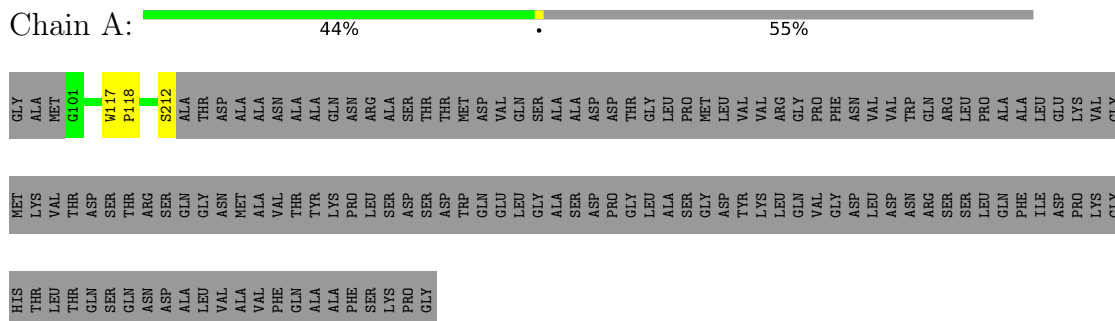 Chain A:
44% • 55%
GLY ALA MET G101 W117 P118 S212 ALA THR ASP ALA ALA ASN ALA ALA GLN ASN ARG ALA SER THR THR MET ASP VAL GLN SER ALA ASP ASP THR GLY LEU PRO MET LEU VAL VAL ARG GLY PRO PHE ASN VAL VAL TRP GLN ARG LEU PRO ALA ALA LEU GLU LYS VAL GLY
MET LYS VAL THR ASP SER THR ARG SER GLN GLY ASN MET ALA VAL THR TYR LYS PRO LEU SER ASP SER ASP TRP GLN GLU LEU GLY ALA SER ASP PRO GLY LEU ALA SER GLY ASP TYR LYS LEU GLN VAL GLY ASP LEU ASP ASN ARG SER SER LEU GLN PHE ILE ASP PRO LYS GLY
HIS THR LEU THR GLN SER GLN ASN ASP ALA LEU VAL ALA VAL PHE GLN ALA ALA PHE SER LYS PRO GLY